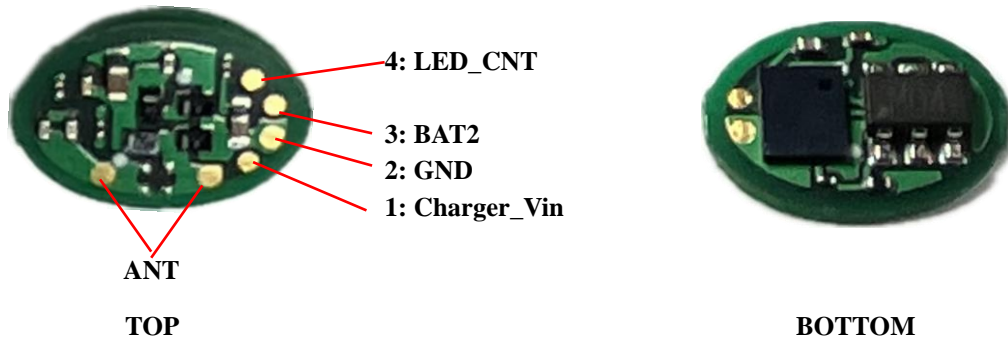 4: LED_CNT
3: BAT2
2: GND
1: Charger_Vin
ANT
TOP
BOTTOM